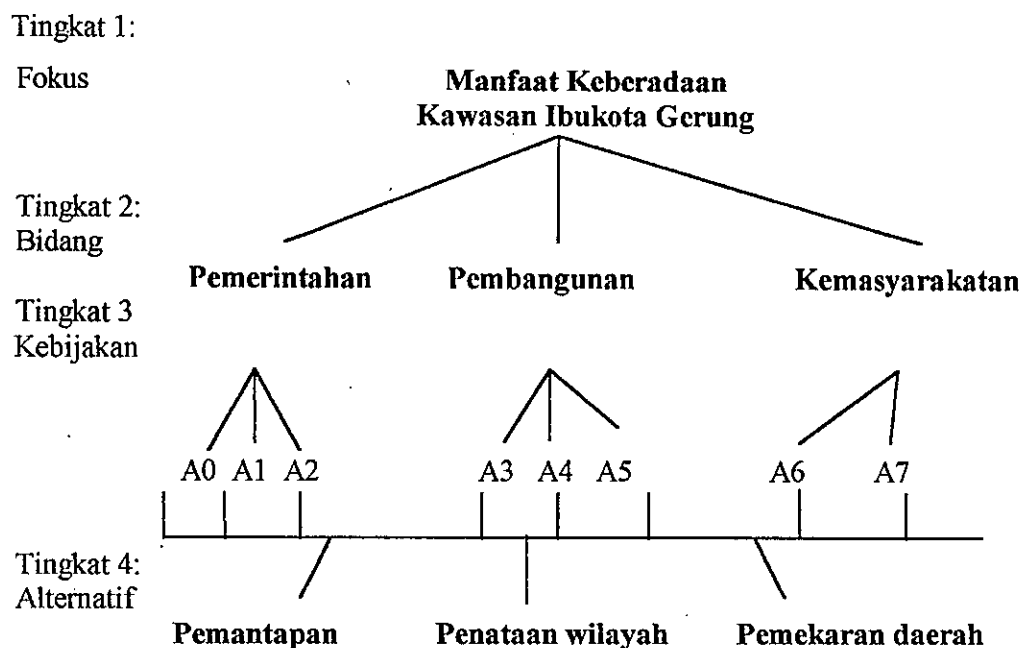 Tingkat 1:
Fokus
Manfaat Keberadaan
Kawasan Ibukota Gerung
Tingkat 2:
Bidang
Pemerintahan Pembangunan Kemasyarakatan
Tingkat 3
Kebijakan
A0 A1 A2 A3 A4 A5 A6 A7
Tingkat 4:
Alternatif
Pemantapan Penataan wilayah Pemekaran daerah